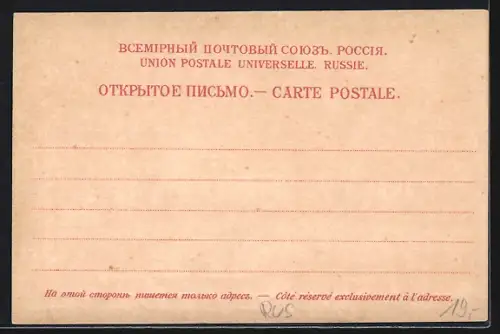 ВСЕМІРНЫЙ ПОЧТОВЫЙ СОЮЗЪ. РОССІЯ.
UNION POSTALE UNIVERSELLE. RUSSIE.
ОТКРЫТОЕ ПИСЬМО.— CARTE POSTALE.
На этой сторонѣ пишется только адресъ. — Côté réservé exclusivement à l'adresse.
RUS 19,-